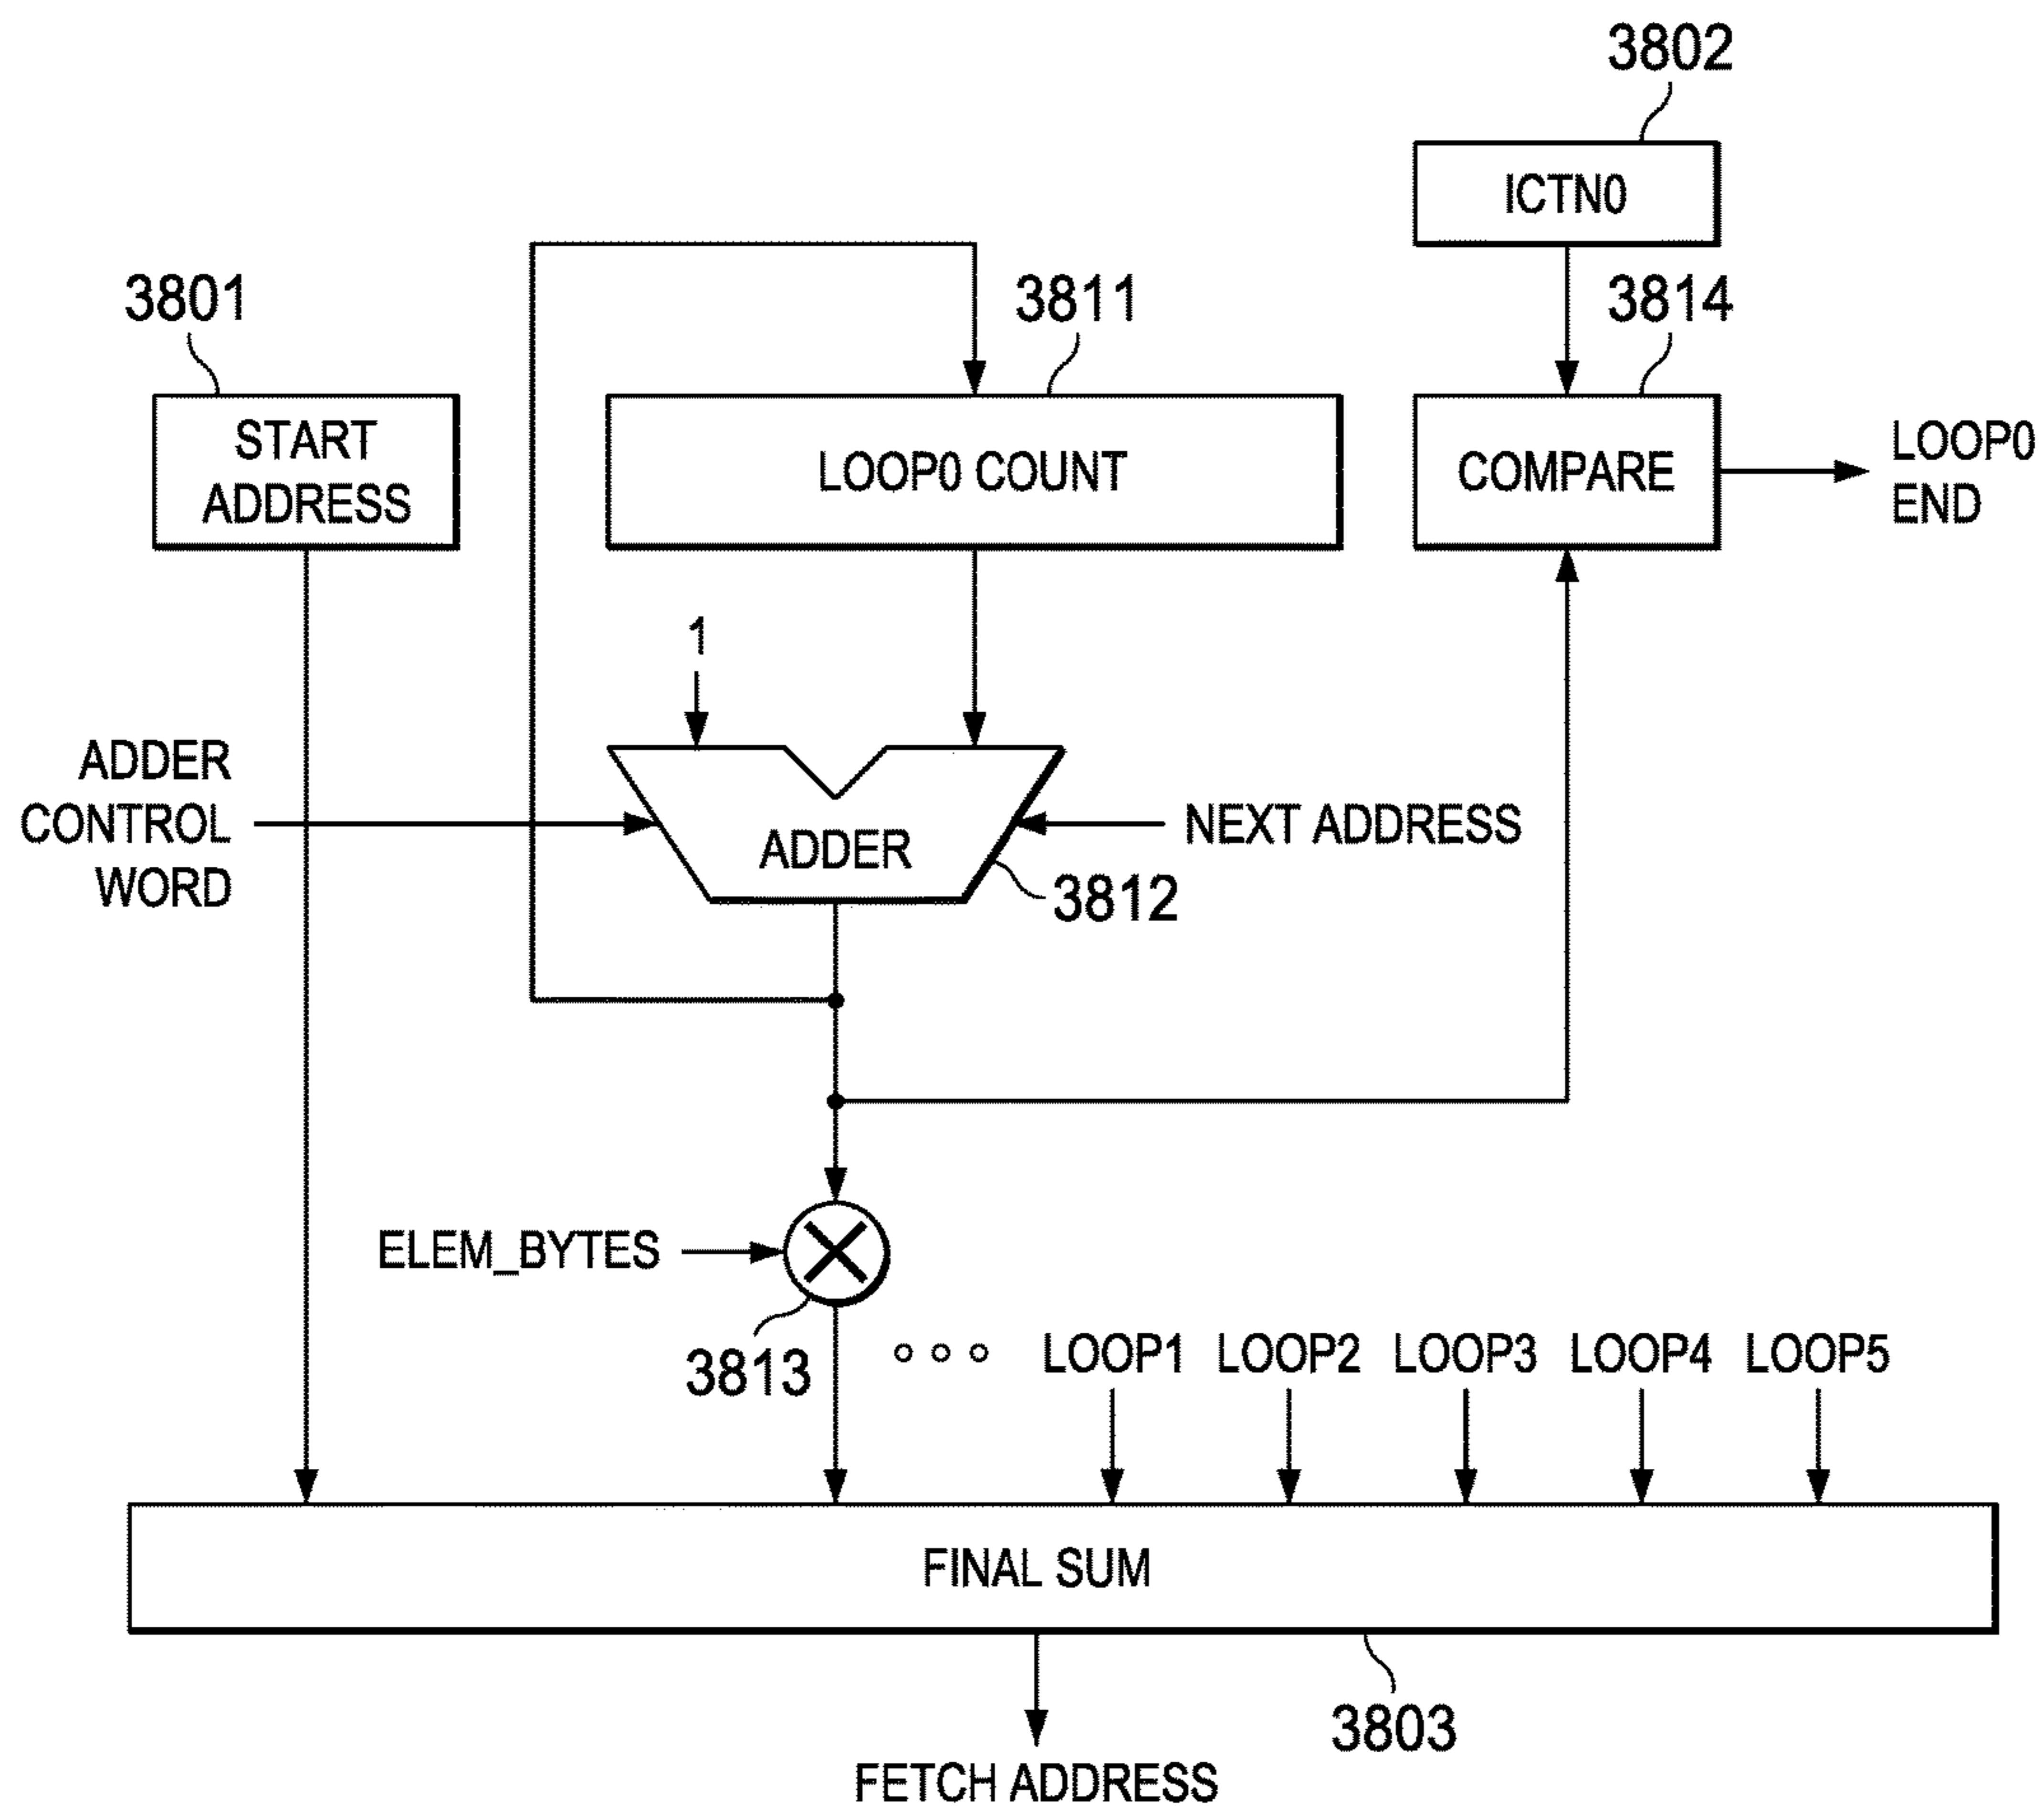 3802
ICTN0
3801
3811
3814
START
ADDRESS
LOOP0 COUNT
COMPARE
LOOP0
END
1
ADDER
CONTROL
WORD
ADDER
NEXT ADDRESS
3812
ELEM_BYTES
3813
LOOP1
LOOP2
LOOP3
LOOP4
LOOP5
FINAL SUM
3803
FETCH ADDRESS